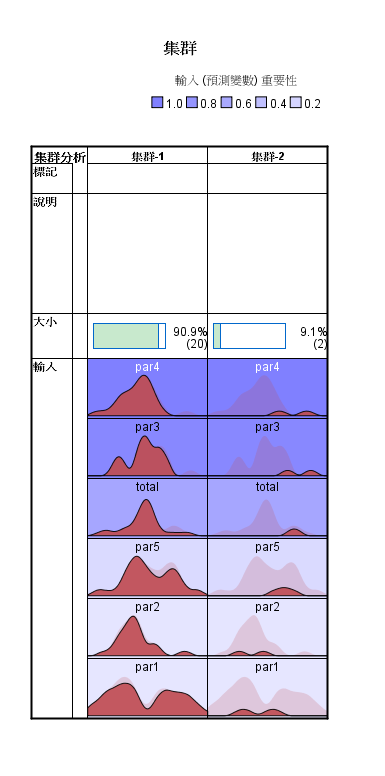 集群
輸入 (預測變數) 重要性
1.0 0.8 0.6 0.4 0.2
集群分析 集群-1 集群-2
標記
說明
大小 90.9% (20) 9.1% (2)
輸入 par4 par4
par3 par3
total total
par5 par5
par2 par2
par1 par1